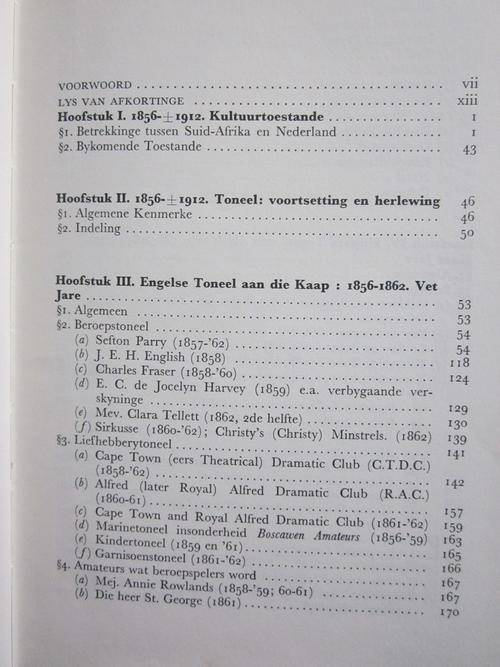 VOORWOORD . . . . . . . . . . . . . . . . . . . . vii
LYS VAN AFKORTINGE . . . . . . . . . . . . . . . . xiii
Hoofstuk I. 1856-±1912. Kultuurtoestande . . . . . . . . 1
§1. Betrekkinge tussen Suid-Afrika en Nederland . . . . . . . 1
§2. Bykomende Toestande . . . . . . . . . . . . . . . 43
Hoofstuk II. 1856-±1912. Toneel: voortsetting en herlewing 46
§1. Algemene Kenmerke . . . . . . . . . . . . . . . . 46
§2. Indeling . . . . . . . . . . . . . . . . . . . . 50
Hoofstuk III. Engelse Toneel aan die Kaap : 1856-1862. Vet
Jare . . . . . . . . . . . . . . . . . . . . . . 53
§1. Algemeen . . . . . . . . . . . . . . . . . . . . 53
§2. Beroepstoneel . . . . . . . . . . . . . . . . . . 54
(a) Sefton Parry (1857-'62) . . . . . . . . . . . . . 54
(b) J. E. H. English (1858) . . . . . . . . . . . . . 118
(c) Charles Fraser (1858-'60) . . . . . . . . . . . . 124
(d) E. C. de Jocelyn Harvey (1859) e.a. verbygaande ver-
skyninge . . . . . . . . . . . . . . . . . . . 129
(e) Mev. Clara Tellett (1862, 2de helfte) . . . . . . . . 130
(f) Sirkusse (1860-'62); Christy's (Christy) Minstrels. (1862) 139
§3. Liefhebberytoneel . . . . . . . . . . . . . . . . 141
(a) Cape Town (eers Theatrical) Dramatic Club (C.T.D.C.)
(1858-'62) . . . . . . . . . . . . . . . . . . 142
(b) Alfred (later Royal) Alfred Dramatic Club (R.A.C.)
(1860-61) . . . . . . . . . . . . . . . . . . . 157
(c) Cape Town and Royal Alfred Dramatic Club (1861-'62) 159
(d) Marinetoneel insonderheid Boscawen Amateurs (1856-'59) 163
(e) Kindertoneel (1859 en '61) . . . . . . . . . . . . 165
(f) Garnisoenstoneel (1861-'62) . . . . . . . . . . . 166
§4. Amateurs wat beroepspelers word . . . . . . . . . . 167
(a) Mej. Annie Rowlands (1858-'59; 60-61) . . . . . . . 167
(b) Die heer St. George (1861) . . . . . . . . . . . . 170